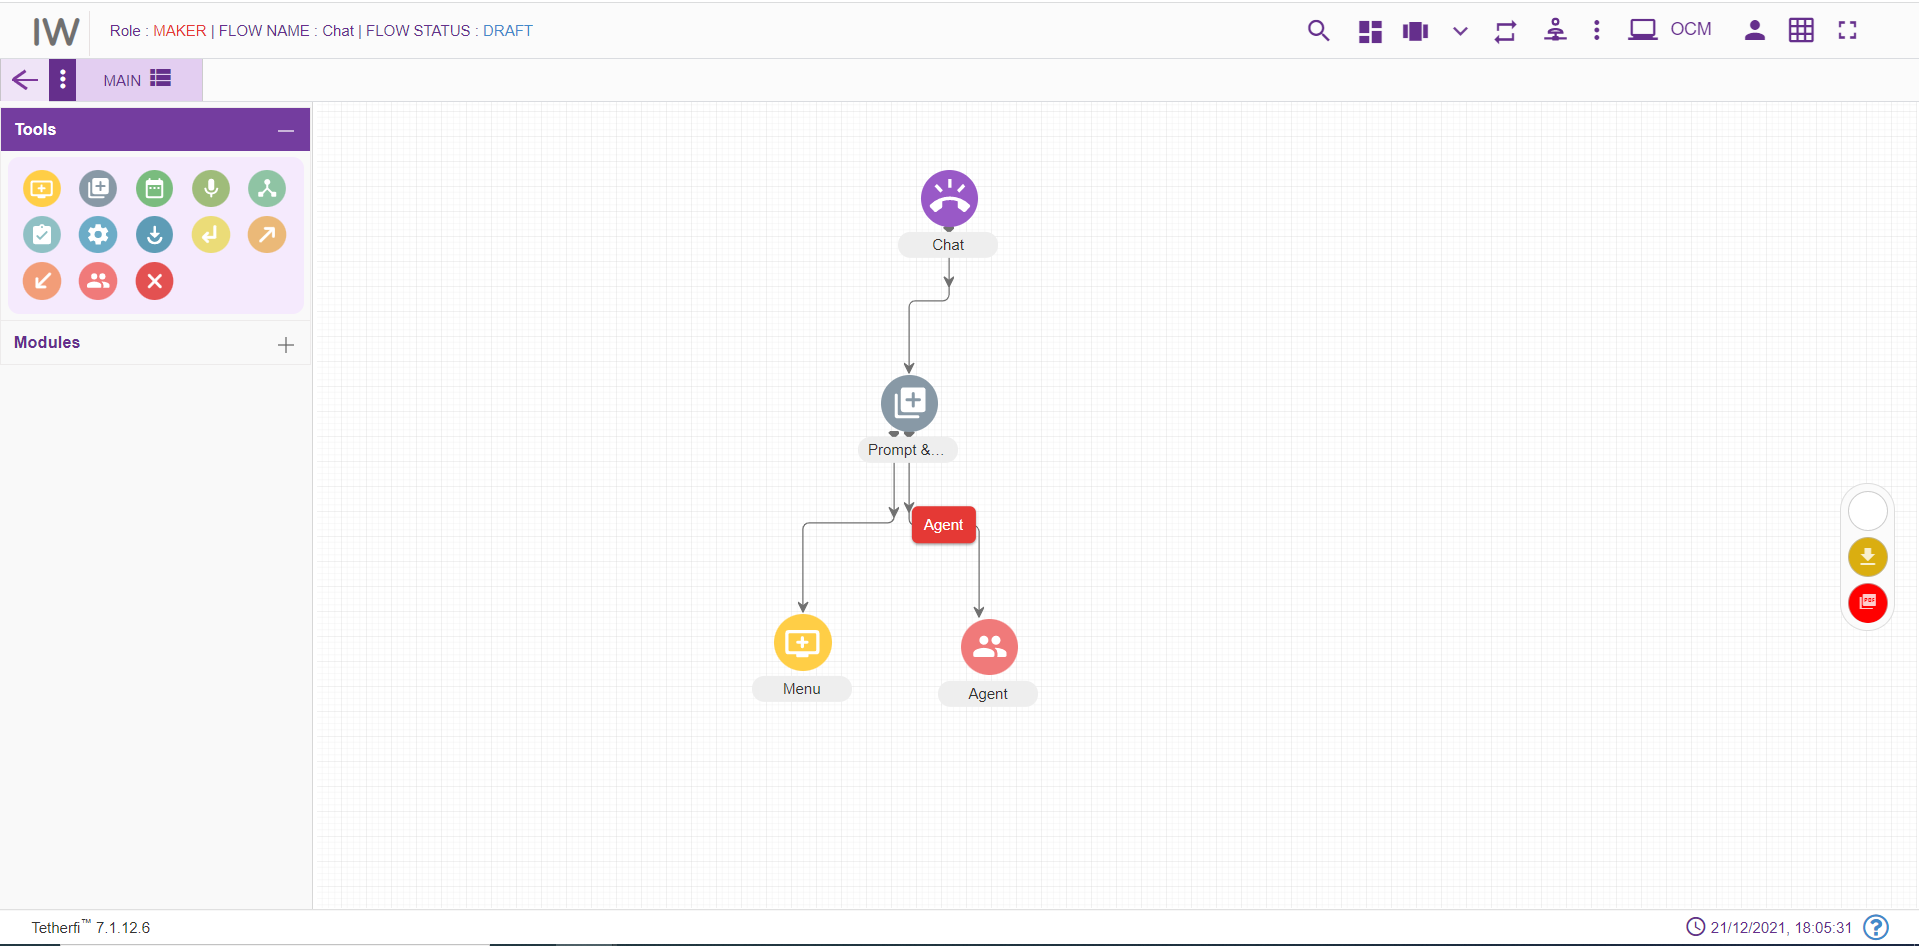 IW
Role : MAKER | FLOW NAME : Chat | FLOW STATUS : DRAFT
OCM
MAIN
Tools
Modules
Chat
Prompt &...
Agent
Menu
Agent
PDF
Tetherfi™ 7.1.12.6
21/12/2021, 18:05:31
?